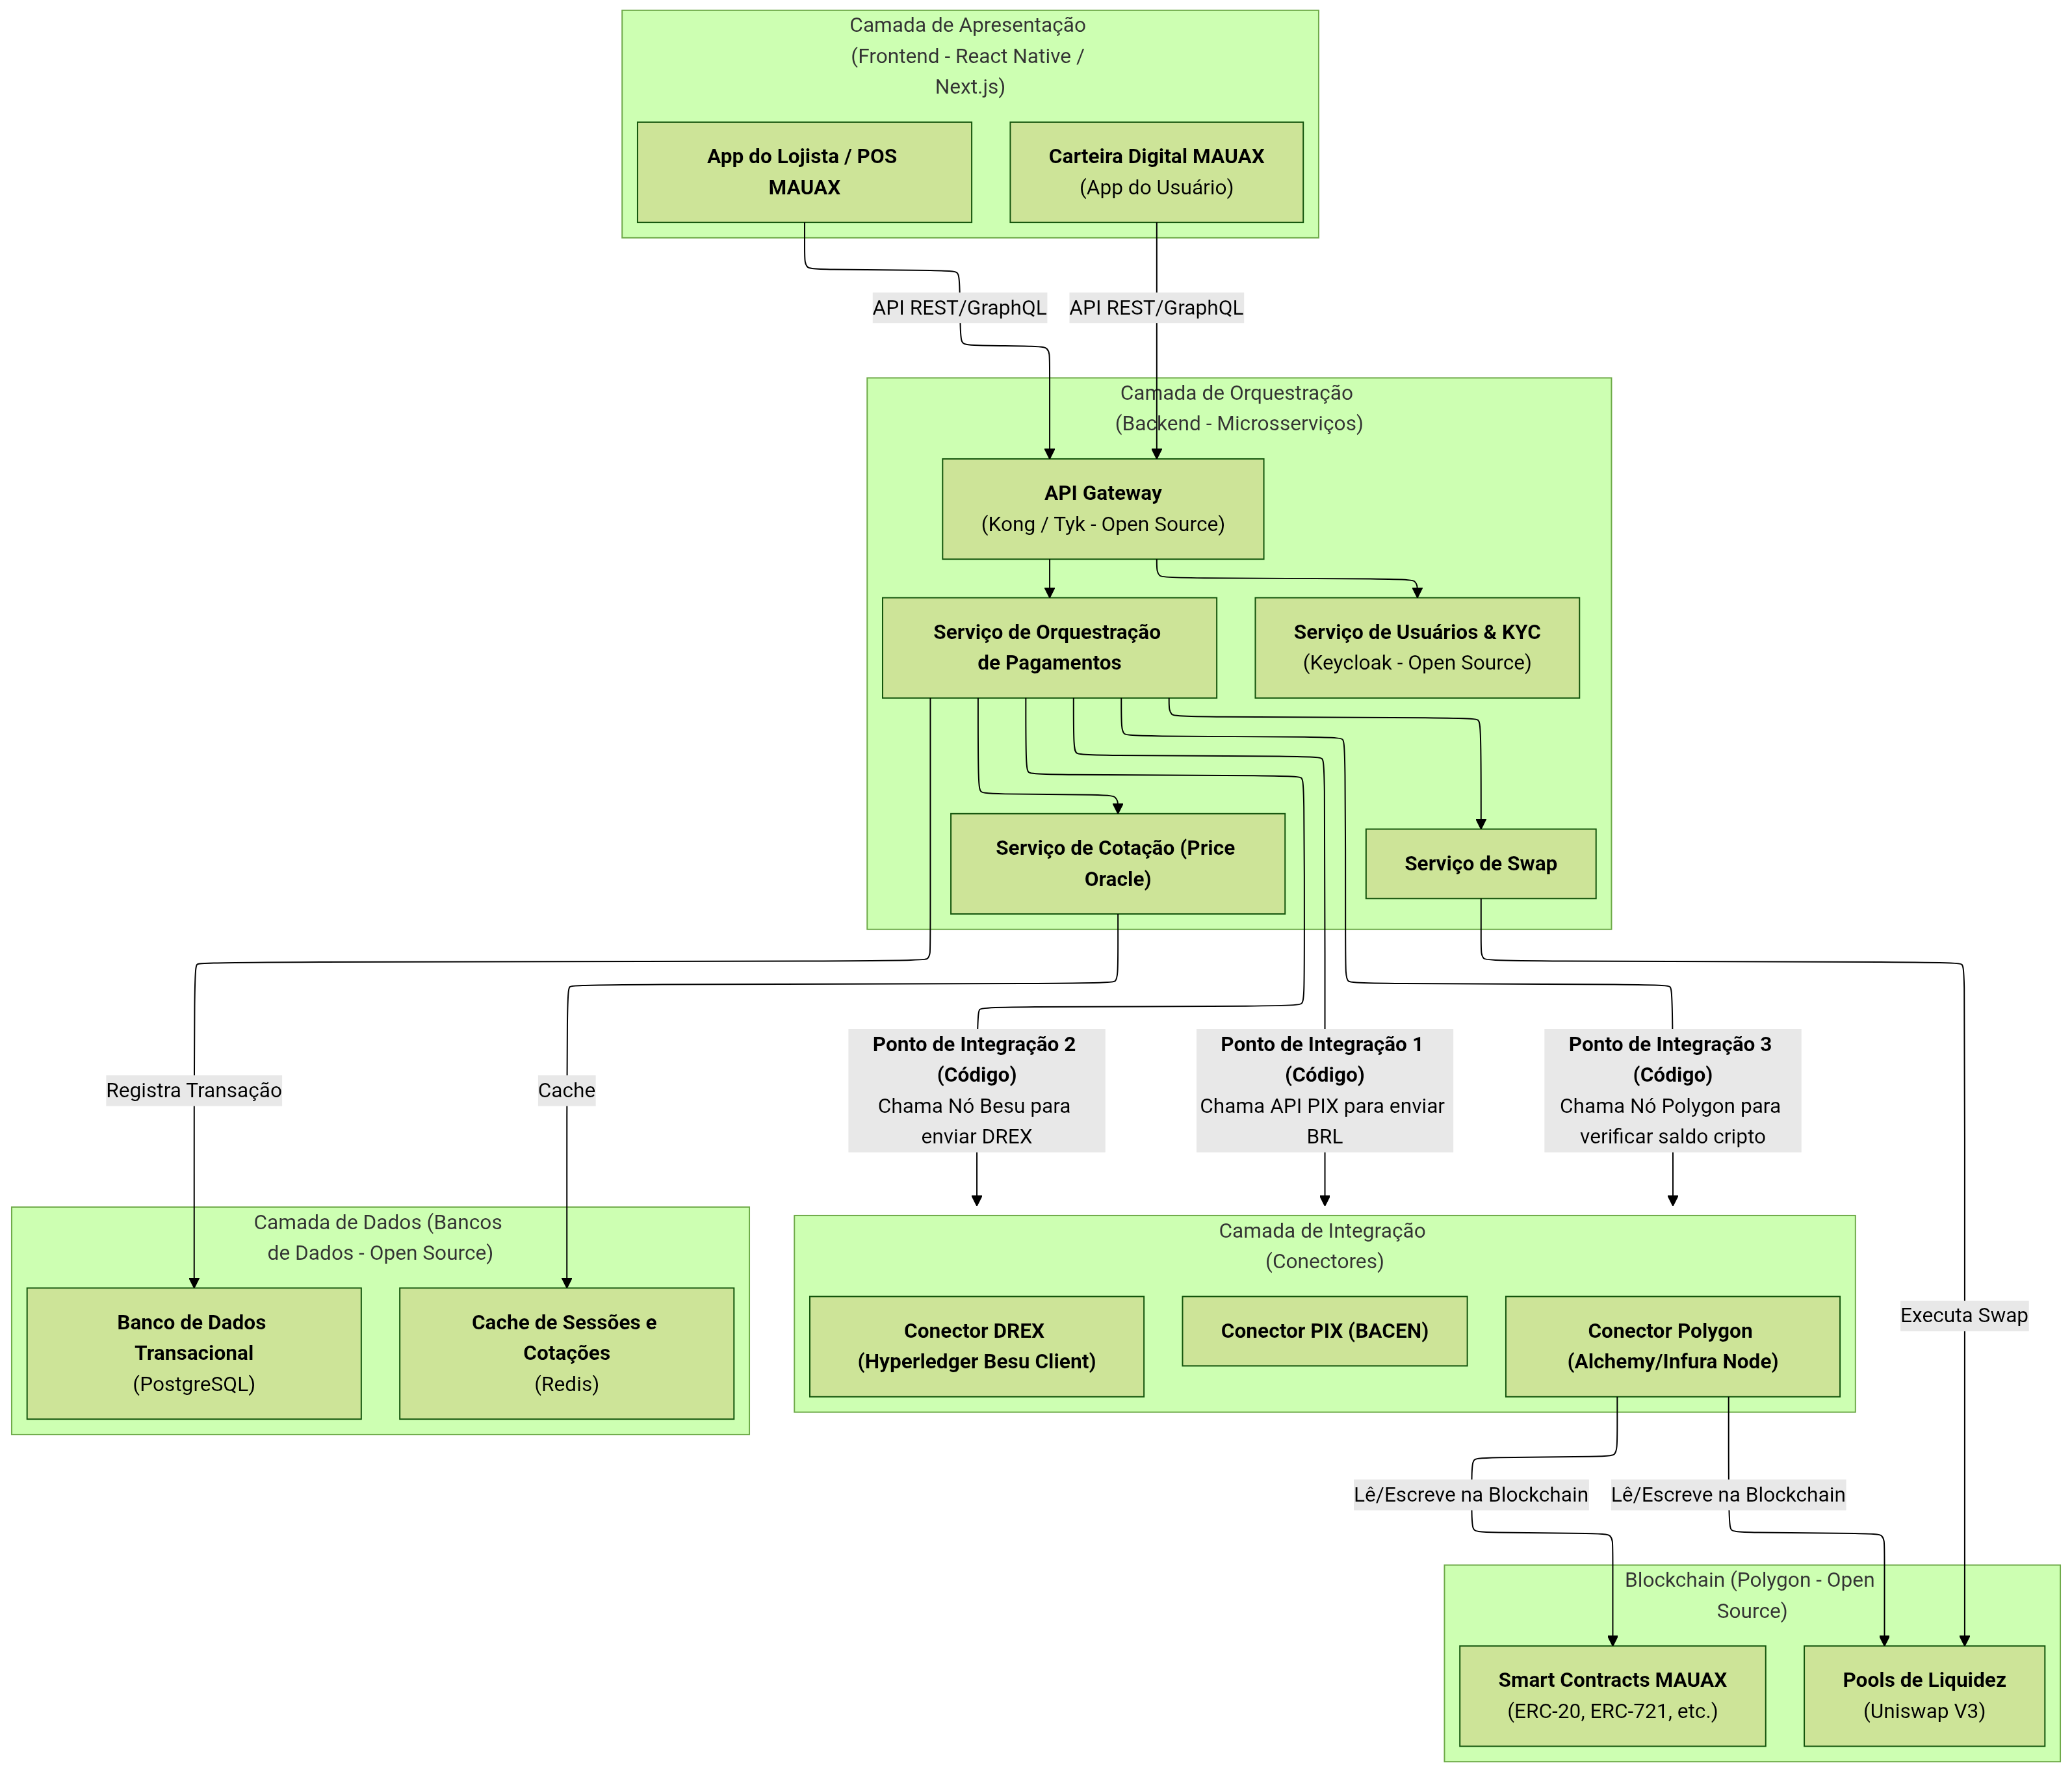 Camada de Apresentação
(Frontend - React Native /
Next.js)
App do Lojista / POS
MAUAX
Carteira Digital MAUAX
(App do Usuário)
API REST/GraphQL
API REST/GraphQL
Camada de Orquestração
(Backend - Microsserviços)
API Gateway
(Kong / Tyk - Open Source)
Serviço de Orquestração
de Pagamentos
Serviço de Usuários & KYC
(Keycloak - Open Source)
Serviço de Cotação (Price
Oracle)
Serviço de Swap
Registra Transação
Cache
Ponto de Integração 2
(Código)
Chama Nó Besu para
enviar DREX
Ponto de Integração 1
(Código)
Chama API PIX para enviar
BRL
Ponto de Integração 3
(Código)
Chama Nó Polygon para
verificar saldo cripto
Executa Swap
Camada de Dados (Bancos
de Dados - Open Source)
Banco de Dados
Transacional
(PostgreSQL)
Cache de Sessões e
Cotações
(Redis)
Camada de Integração
(Conectores)
Conector DREX
(Hyperledger Besu Client)
Conector PIX (BACEN)
Conector Polygon
(Alchemy/Infura Node)
Lê/Escreve na Blockchain
Lê/Escreve na Blockchain
Blockchain (Polygon - Open
Source)
Smart Contracts MAUAX
(ERC-20, ERC-721, etc.)
Pools de Liquidez
(Uniswap V3)